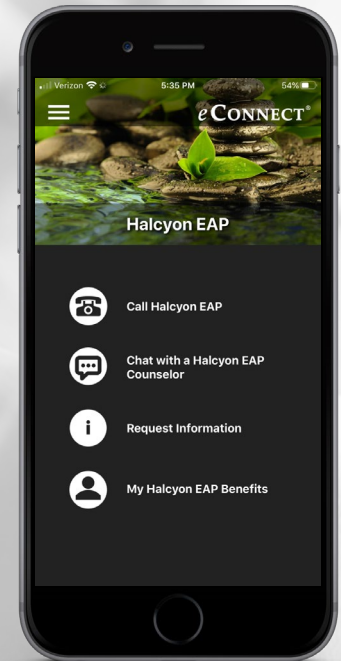 Verizon 5:35 PM 54%
eCONNECT®
Halcyon EAP
Call Halcyon EAP
Chat with a Halcyon EAP
Counselor
i Request Information
My Halcyon EAP Benefits